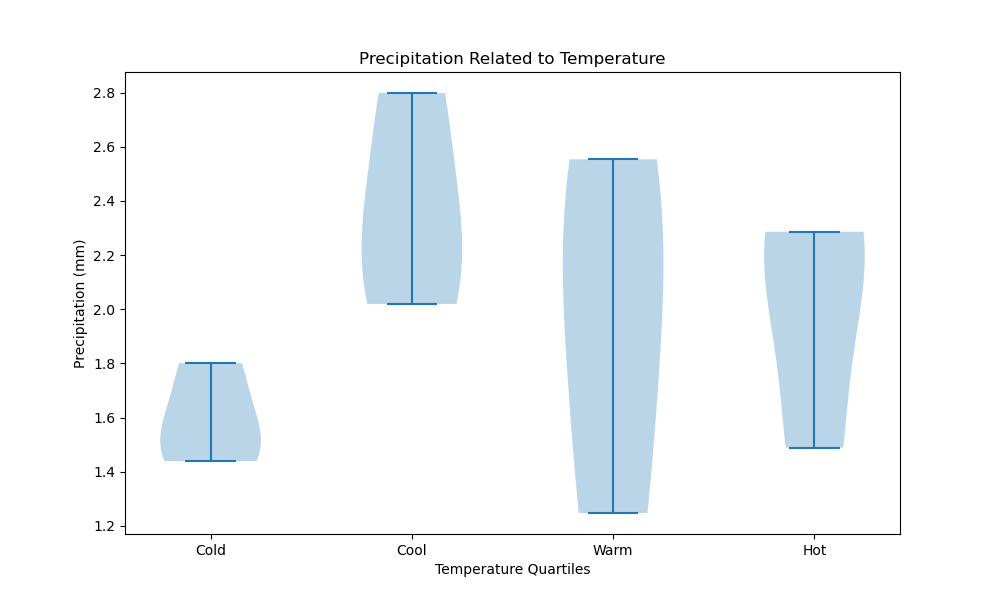 Precipitation Related to Temperature
Precipitation (mm)
2.8
2.6
2.4
2.2
2.0
1.8
1.6
1.4
1.2
Cold Cool Warm Hot
Temperature Quartiles